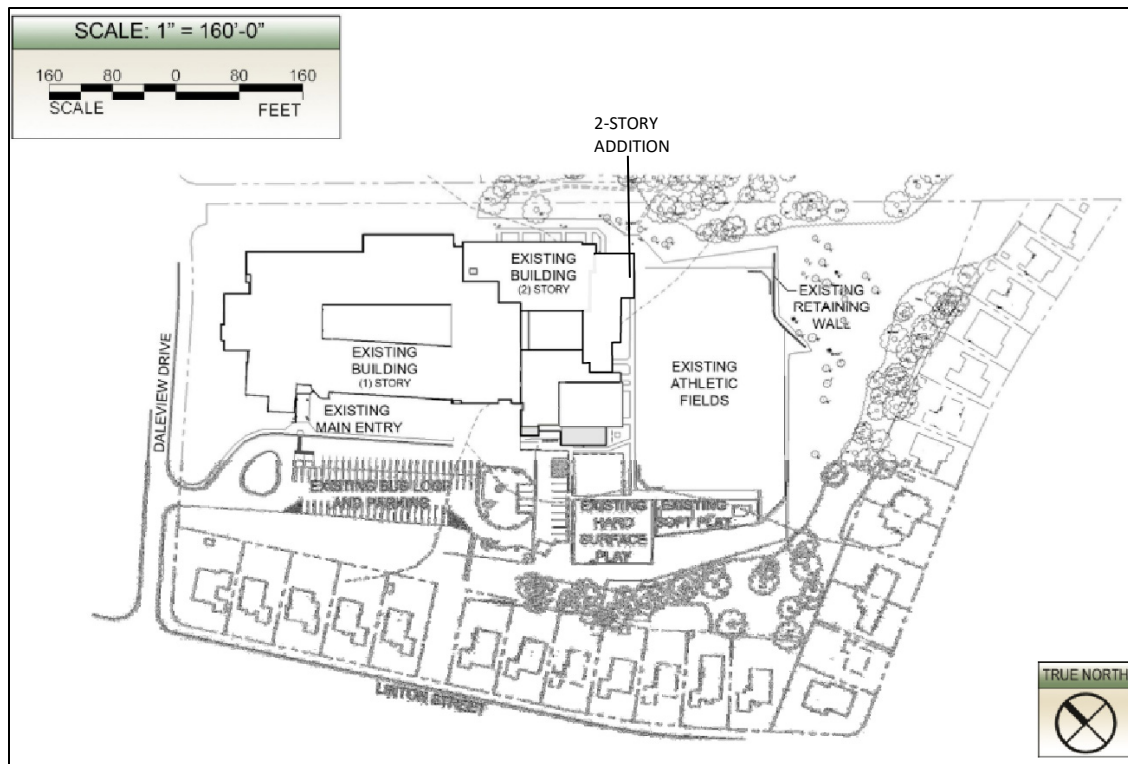 SCALE: 1" = 160'-0"
160 80 0 80 160
SCALE FEET
2-STORY
ADDITION
EXISTING
BUILDING
(2) STORY
EXISTING
RETAINING
WALL
EXISTING
BUILDING
(1) STORY
EXISTING
ATHLETIC
FIELDS
DALEVIEW DRIVE
EXISTING
MAIN ENTRY
EXISTING BUS LOOP
AND PARKING
EXISTING
HARD
SURFACE
PLAY
EXISTING
SOFT PLAY
LINTON STREET
TRUE NORTH